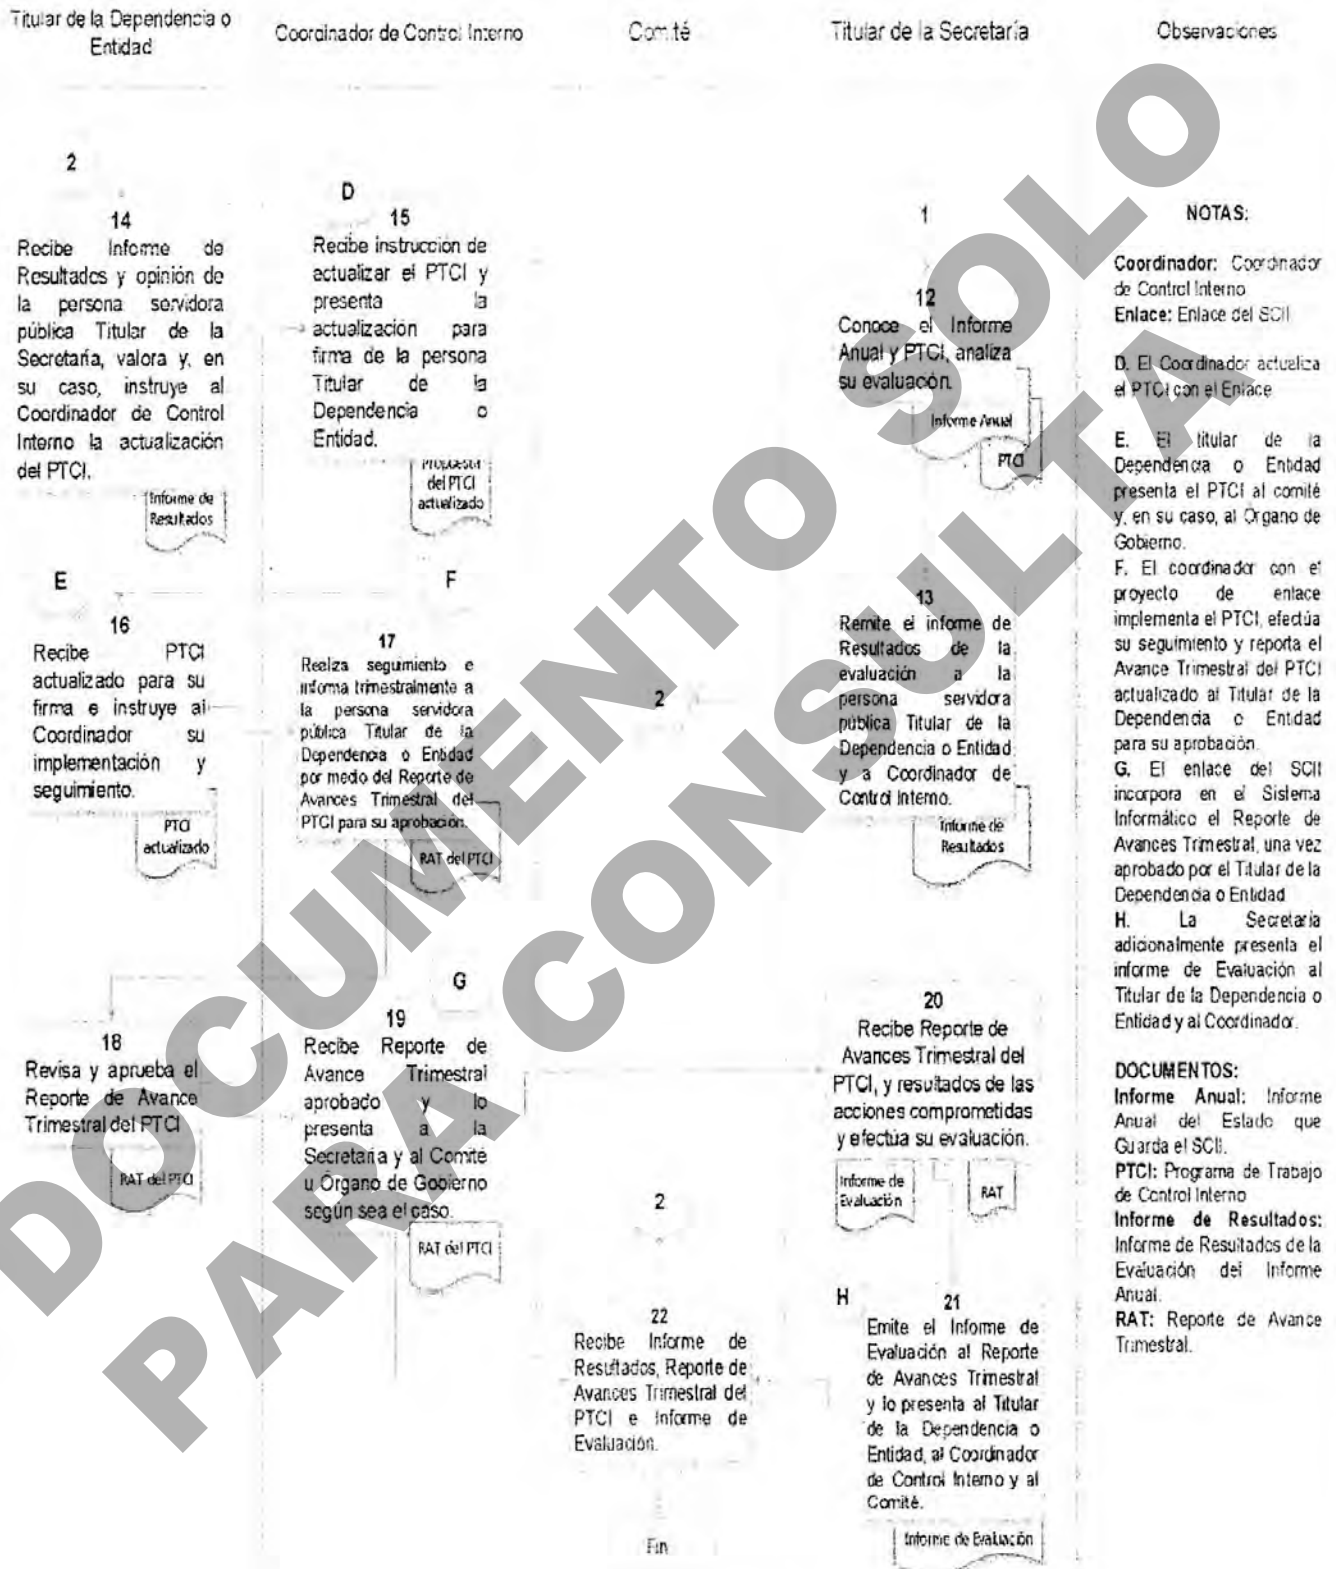 Titular de la Dependencia o
Entidad
Coordinador de Control Interno
Comité
Titular de la Secretaría
Observaciones
2
14
Recibe Informe de
Resultados y opinión de
la persona servidora
pública Titular de la
Secretaría, valora y, en
su caso, instruye al
Coordinador de Control
Interno la actualización
del PTCI.
Informe de
Resultados
E
16
Recibe PTCI
actualizado para su
firma e instruye al
Coordinador su
implementación y
seguimiento.
PTCI
actualizado
18
Revisa y aprueba el
Reporte de Avance
Trimestral del PTCI
RAT del PTCI
D
15
Recibe instrucción de
actualizar el PTCI y
presenta la
actualización para
firma de la persona
Titular de la
Dependencia o
Entidad.
Propuesta
del PTCI
actualizado
F
17
Realiza seguimiento e
informa trimestralmente a
la persona servidora
pública Titular de la
Dependencia o Entidad
por medio del Reporte de
Avances Trimestral del
PTCI para su aprobación.
RAT del PTCI
G
19
Recibe Reporte de
Avance Trimestral
aprobado y lo
presenta a la
Secretaría y al Comité
u Órgano de Gobierno
según sea el caso.
RAT del PTCI
2
2
22
Recibe Informe de
Resultados, Reporte de
Avances Trimestral del
PTCI e Informe de
Evaluación.
Fin
1
12
Conoce el Informe
Anual y PTCI, analiza
su evaluación.
Informe Anual
PTCI
13
Remite el informe de
Resultados de la
evaluación a la
persona servidora
pública Titular de la
Dependencia o Entidad
y a Coordinador de
Control Interno.
Informe de
Resultados
20
Recibe Reporte de
Avances Trimestral del
PTCI, y resultados de las
acciones comprometidas
y efectúa su evaluación.
Informe de
Evaluación
RAT
H
21
Emite el Informe de
Evaluación al Reporte
de Avances Trimestral
y lo presenta al Titular
de la Dependencia o
Entidad, al Coordinador
de Control Interno y al
Comité.
Informe de Evaluación
NOTAS:
Coordinador: Coordinador
de Control Interno
Enlace: Enlace del SCII
D. El Coordinador actualiza
el PTCI con el Enlace
E. El titular de la
Dependencia o Entidad
presenta el PTCI al comité
y, en su caso, al Órgano de
Gobierno.
F. El coordinador con el
proyecto de enlace
implementa el PTCI, efectúa
su seguimiento y reporta el
Avance Trimestral del PTCI
actualizado al Titular de la
Dependencia o Entidad
para su aprobación.
G. El enlace del SCII
incorpora en el Sistema
Informático el Reporte de
Avances Trimestral, una vez
aprobado por el Titular de la
Dependencia o Entidad
H. La Secretaría
adicionalmente presenta el
informe de Evaluación al
Titular de la Dependencia o
Entidad y al Coordinador.
DOCUMENTOS:
Informe Anual: Informe
Anual del Estado que
Guarda el SCII.
PTCI: Programa de Trabajo
de Control Interno
Informe de Resultados:
Informe de Resultados de la
Evaluación del Informe
Anual.
RAT: Reporte de Avance
Trimestral.
DOCUMENTO SOLO
PARA CONSULTA